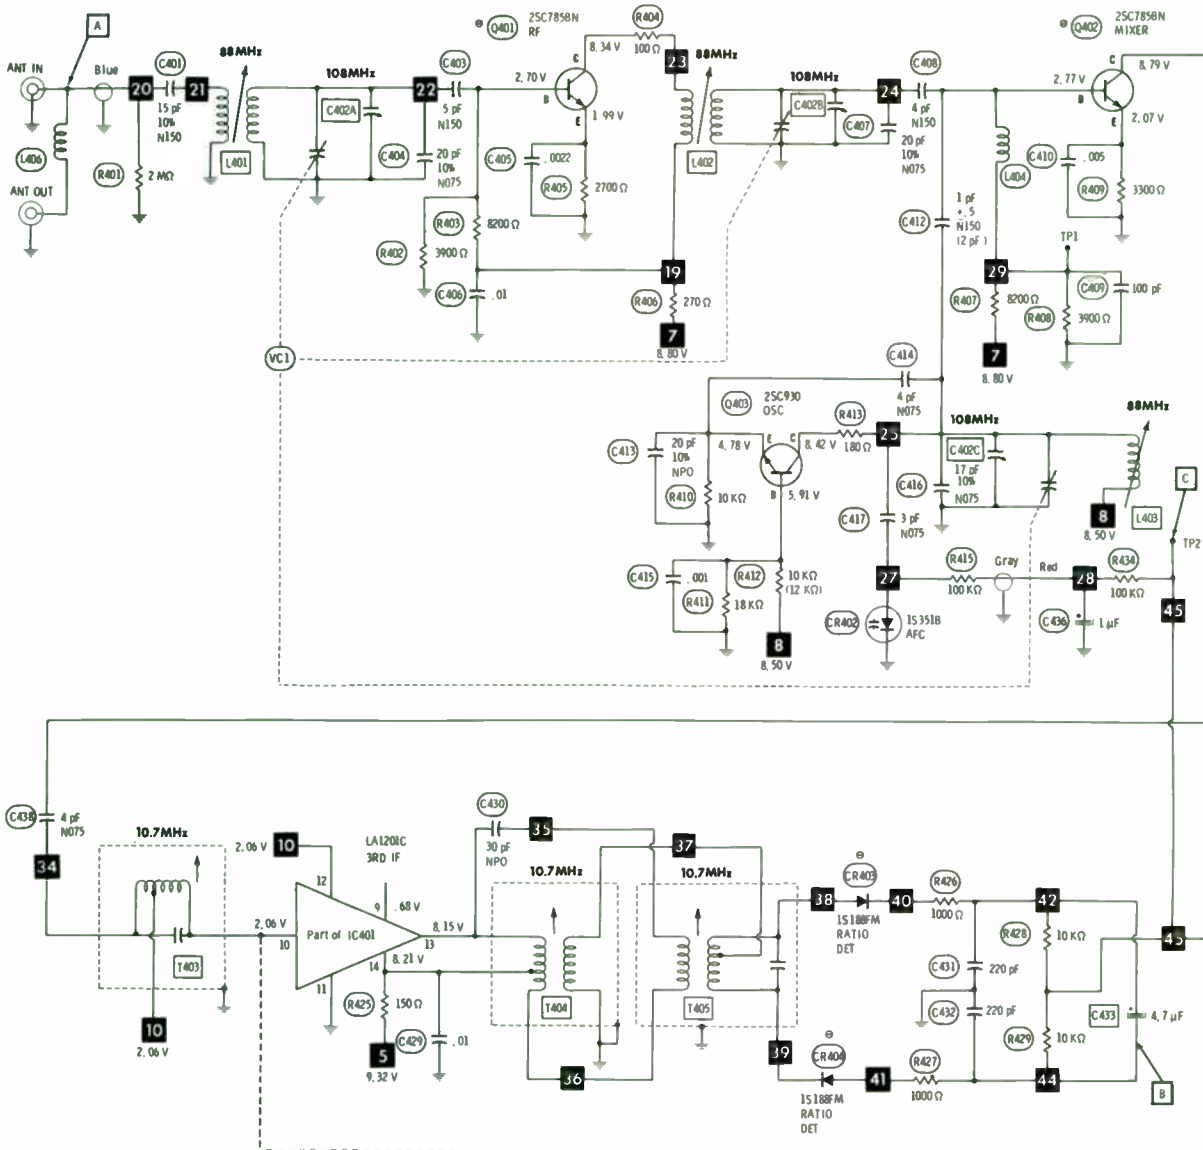 A
ANT IN
Blue
20
C401
21
15 pF
10%
N150
88MHz
L401
L406
R401
2 MΩ
ANT OUT
108MHz
C402A
C404
20 pF
10%
N075
22
C403
5 pF
N150
⊖ Q401
2SC785BN
RF
R404
100 Ω
8.34 V
C
2.70 V
B
E
1.99 V
C405
.0022
R405
2700 Ω
R403
8200 Ω
R402
3900 Ω
C406
.01
23
88MHz
L402
19
R406
270 Ω
7
8.80 V
108MHz
C402B
C407
24
20 pF
10%
N075
C408
4 pF
N150
⊖ Q402
2SC785BN
MIXER
C
8.79 V
2.77 V
B
E
2.07 V
L404
C410
.005
R409
3300 Ω
C412
1 pF
±.5
N150
(2 pF)
TP1
29
R407
8200 Ω
R408
3900 Ω
C409
100 pF
7
8.80 V
VC1
C414
4 pF
N075
Q403
2SC930
OSC
4.78 V
E
C
8.42 V
R413
180 Ω
25
B
5.91 V
C413
20 pF
10%
NPO
R410
10 KΩ
108MHz
C402C
C416
17 pF
10%
N075
88MHz
L403
8
8.50 V
C
TP2
C417
3 pF
N075
C415
.001
R411
18 KΩ
R412
10 KΩ
(12 KΩ)
8
8.50 V
27
R415
100 KΩ
Gray
Red
28
R434
100 KΩ
CR402
1S351B
AFC
C436
1 μF
45
C438
4 pF
N075
34
10.7MHz
T403
10
2.06 V
2.06 V
10
LA1201C
3RD IF
12
9
.68 V
2.06 V
10
Part of IC401
13
8.15 V
14
8.21 V
11
R425
150 Ω
C429
.01
5
9.32 V
C430
30 pF
NPO
35
37
10.7MHz
T404
36
10.7MHz
T405
38
⊖
CR403
1S188FM
RATIO
DET
40
R426
1000 Ω
42
R428
10 KΩ
C431
220 pF
C432
220 pF
R429
10 KΩ
C433
4.7 μF
45
39
⊖
CR404
1S188FM
RATIO
DET
41
R427
1000 Ω
44
B